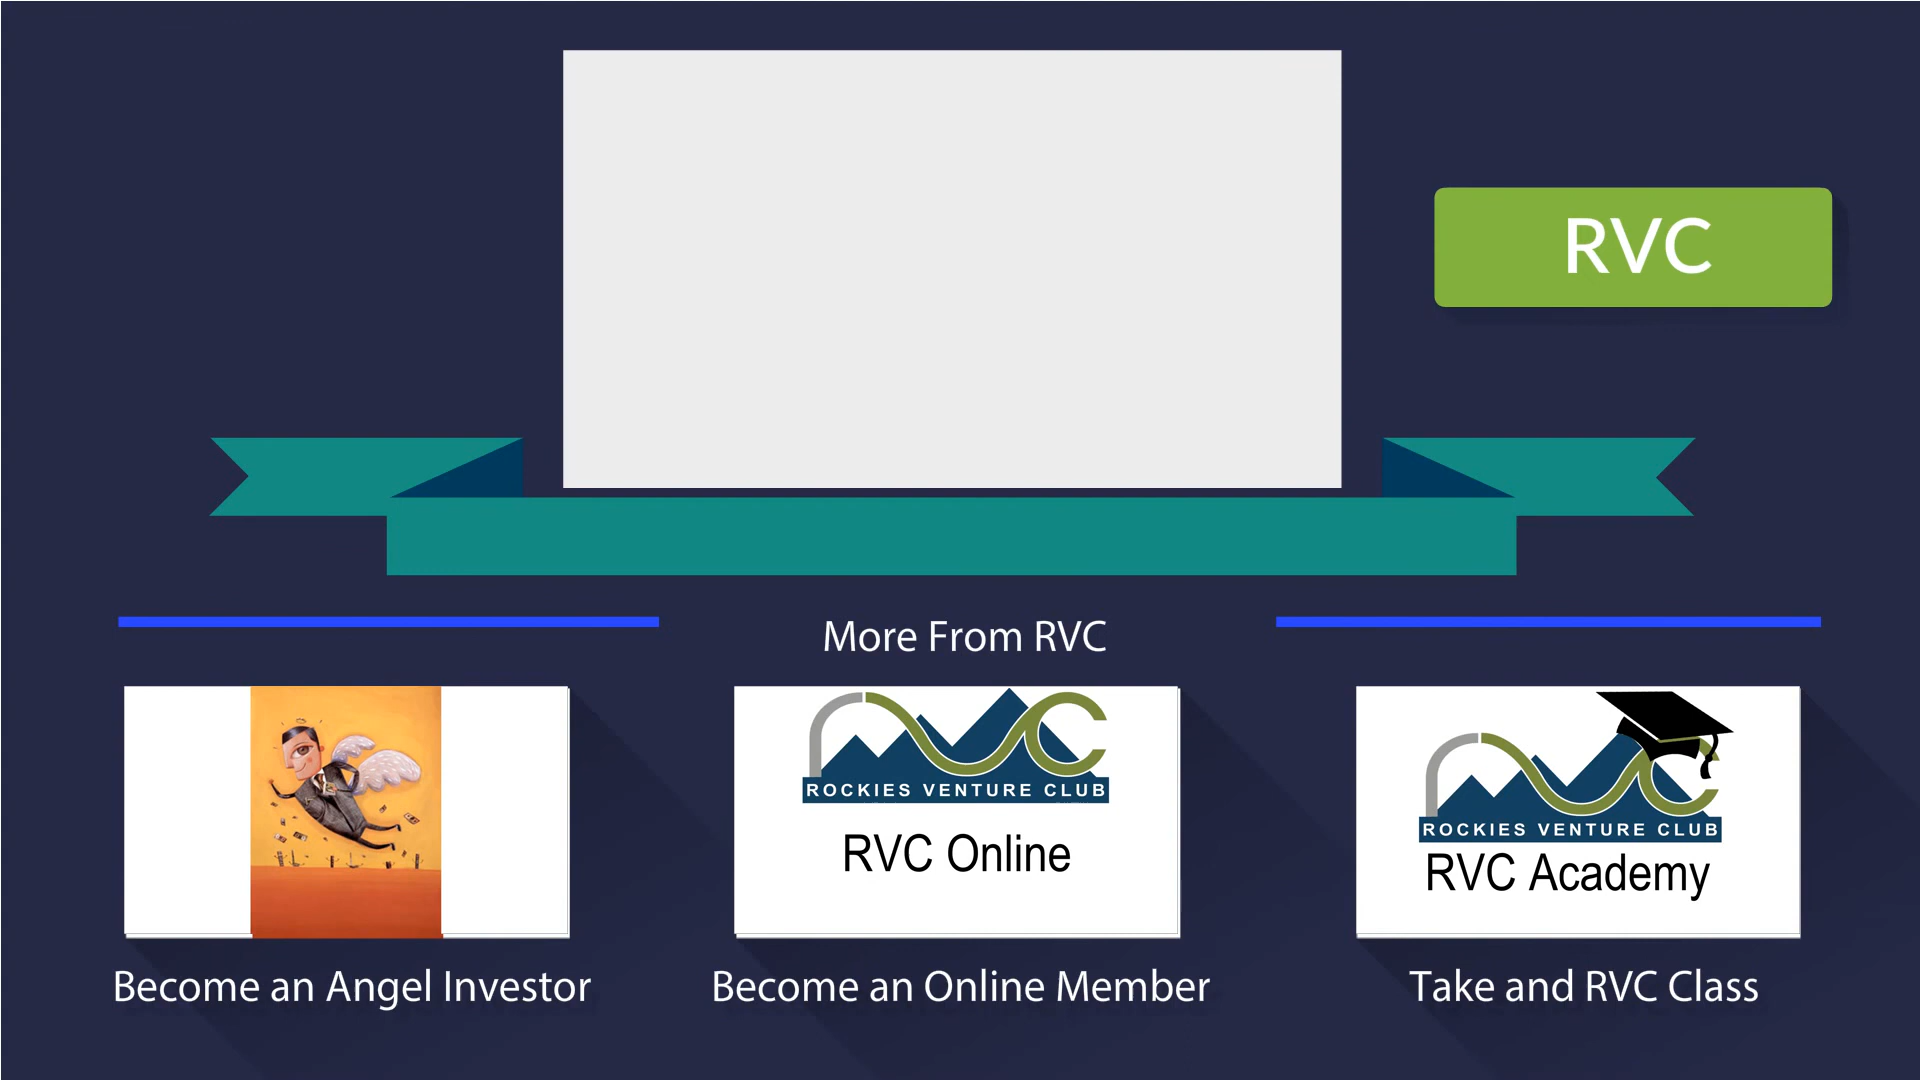 RVC
More From RVC
ROCKIES VENTURE CLUB
RVC Online
ROCKIES VENTURE CLUB
RVC Academy
Become an Angel Investor
Become an Online Member
Take and RVC Class